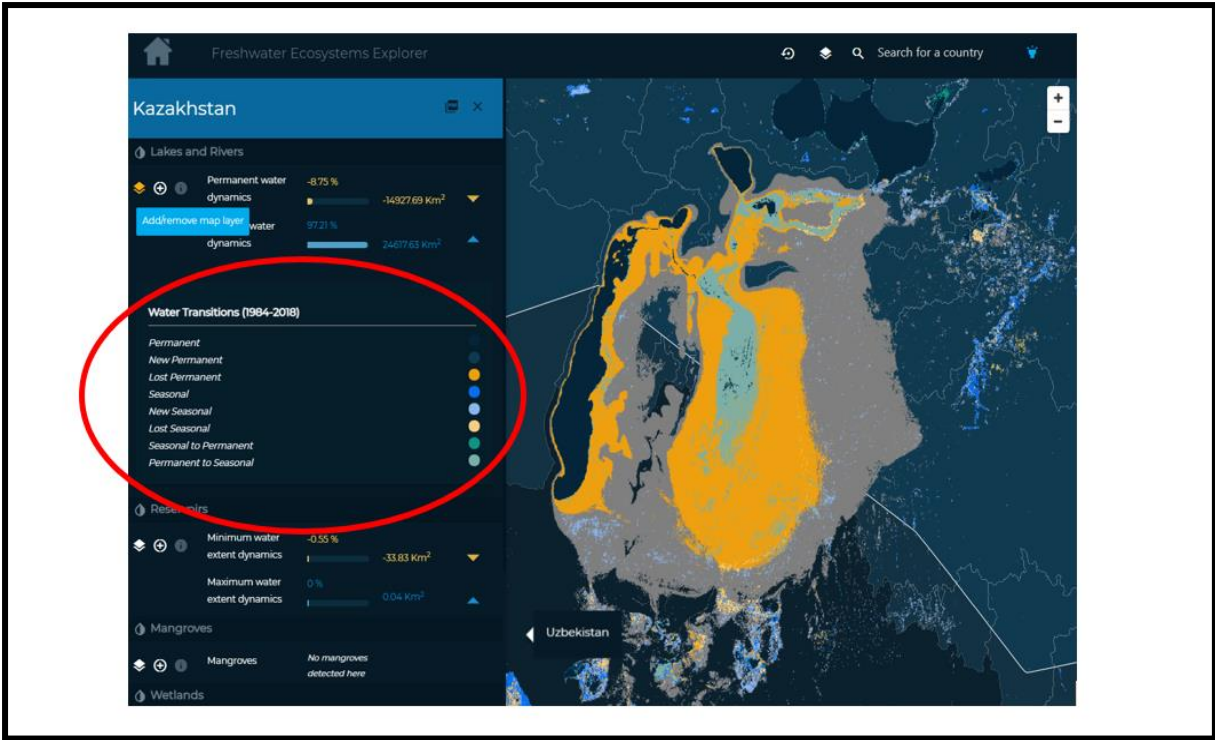 Freshwater Ecosystems Explorer
Search for a country
Kazakhstan
Lakes and Rivers
Permanent water
dynamics
-8.75 %
-14927.69 Km²
Add/remove map layer
water
dynamics
97.21 %
24617.63 Km²
Water Transitions (1984-2018)
Permanent
New Permanent
Lost Permanent
Seasonal
New Seasonal
Lost Seasonal
Seasonal to Permanent
Permanent to Seasonal
Reservoirs
Minimum water
extent dynamics
-0.55 %
-33.83 Km²
Maximum water
extent dynamics
0 %
0.04 Km²
Mangroves
Mangroves
No mangroves
detected here
Wetlands
+
-
Uzbekistan